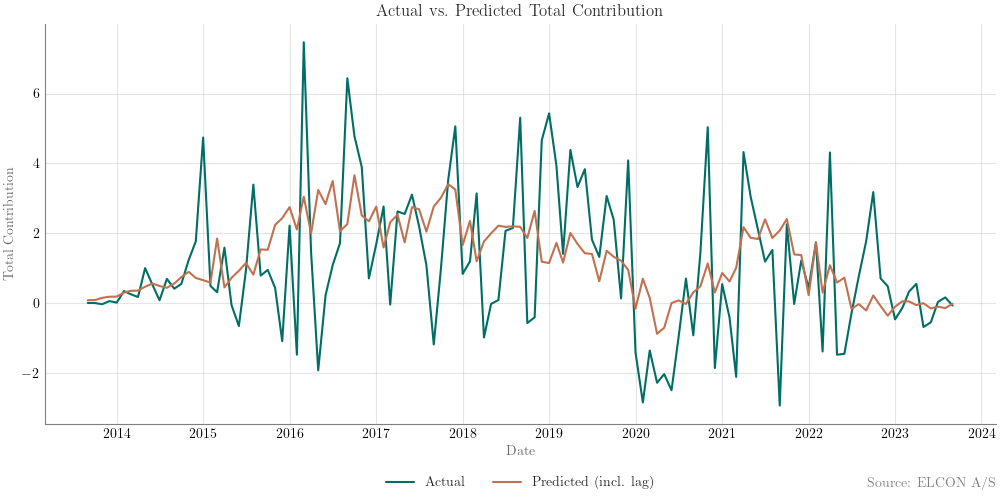 Actual vs. Predicted Total Contribution
Total Contribution
6
4
2
0
−2
2014 2015 2016 2017 2018 2019 2020 2021 2022 2023 2024
Date
Actual Predicted (incl. lag)
Source: ELCON A/S